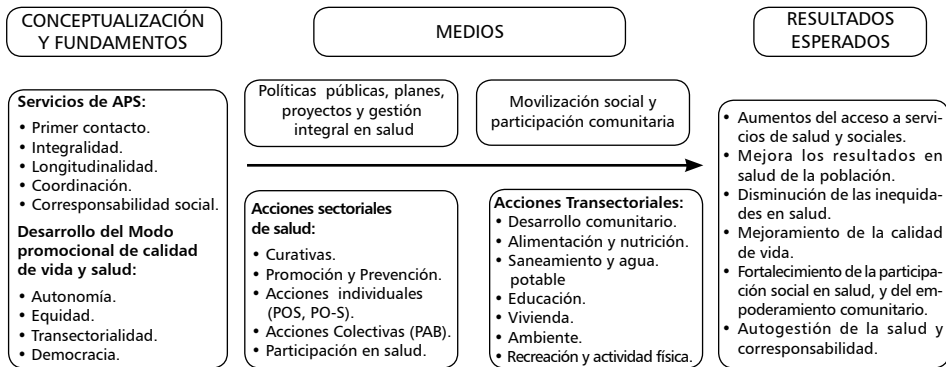 CONCEPTUALIZACIÓN
Y FUNDAMENTOS
MEDIOS
RESULTADOS
ESPERADOS
Servicios de APS:
• Primer contacto.
• Integralidad.
• Longitudinalidad.
• Coordinación.
• Corresponsabilidad social.
Desarrollo del Modo
promocional de calidad
de vida y salud:
• Autonomía.
• Equidad.
• Transectorialidad.
• Democracia.
Políticas públicas, planes,
proyectos y gestión
integral en salud
Movilización social y
participación comunitaria
Acciones sectoriales
de salud:
• Curativas.
• Promoción y Prevención.
• Acciones individuales
(POS, PO-S).
• Acciones Colectivas (PAB).
• Participación en salud.
Acciones Transectoriales:
• Desarrollo comunitario.
• Alimentación y nutrición.
• Saneamiento y agua.
potable
• Educación.
• Vivienda.
• Ambiente.
• Recreación y actividad física.
• Aumentos del acceso a servi-
cios de salud y sociales.
• Mejora los resultados en
salud de la población.
• Disminución de las inequida-
des en salud.
• Mejoramiento de la calidad
de vida.
• Fortalecimiento de la participa-
ción social en salud, y del em-
poderamiento comunitario.
• Autogestión de la salud y
corresponsabilidad.